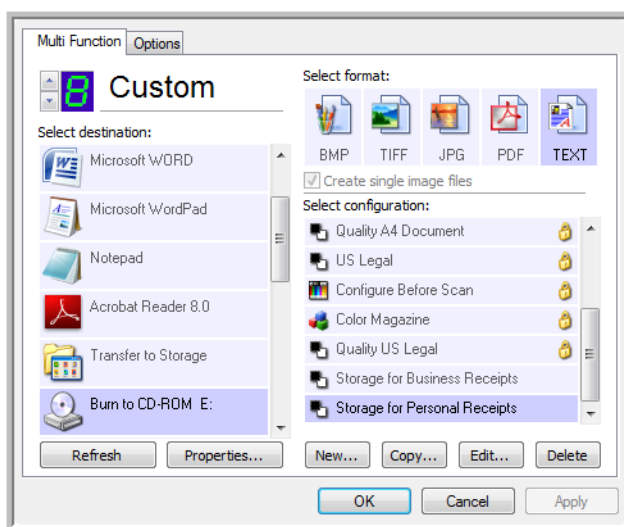 Multi Function
Options
8 Custom
Select destination:
Microsoft WORD
Microsoft WordPad
Notepad
Acrobat Reader 8.0
Transfer to Storage
Burn to CD-ROM E:
Refresh
Properties...
Select format:
BMP
TIFF
JPG
PDF
TEXT
Create single image files
Select configuration:
Quality A4 Document
US Legal
Configure Before Scan
Color Magazine
Quality US Legal
Storage for Business Receipts
Storage for Personal Receipts
New...
Copy...
Edit...
Delete
OK
Cancel
Apply